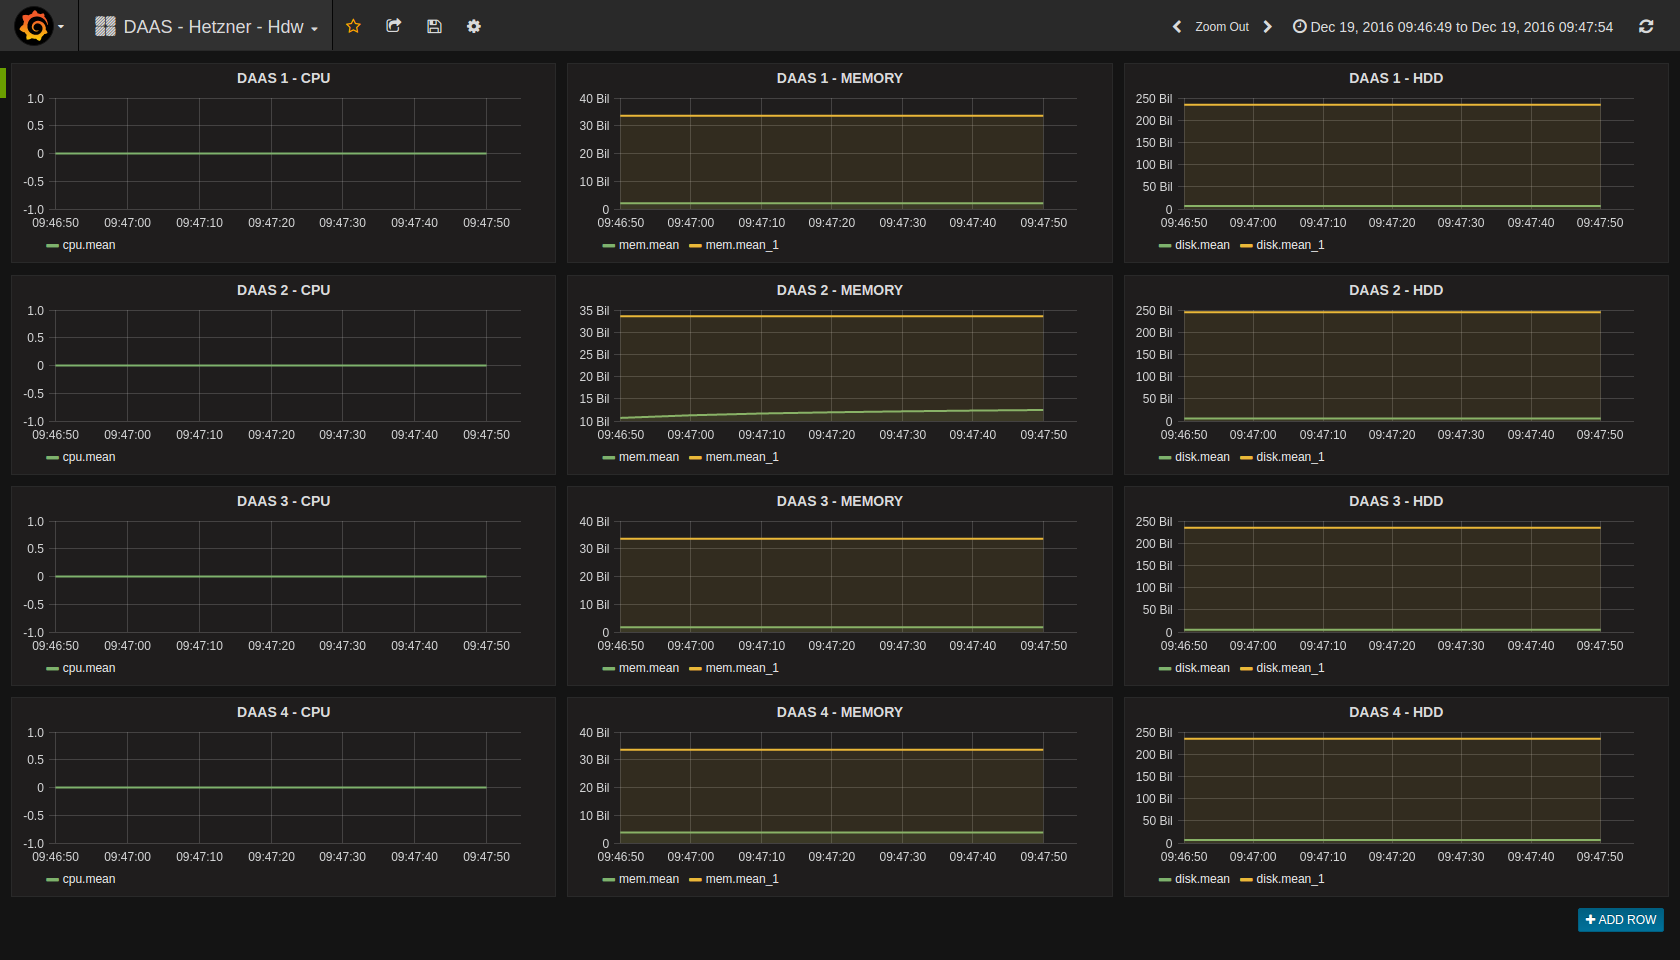 DAAS - Hetzner - Hdw
Zoom Out
Dec 19, 2016 09:46:49 to Dec 19, 2016 09:47:54
DAAS 1 - CPU
1.0
0.5
0
-0.5
-1.0
09:46:50 09:47:00 09:47:10 09:47:20 09:47:30 09:47:40 09:47:50
cpu.mean
DAAS 1 - MEMORY
40 Bil
30 Bil
20 Bil
10 Bil
0
09:46:50 09:47:00 09:47:10 09:47:20 09:47:30 09:47:40 09:47:50
mem.mean mem.mean_1
DAAS 1 - HDD
250 Bil
200 Bil
150 Bil
100 Bil
50 Bil
0
09:46:50 09:47:00 09:47:10 09:47:20 09:47:30 09:47:40 09:47:50
disk.mean disk.mean_1
DAAS 2 - CPU
1.0
0.5
0
-0.5
-1.0
09:46:50 09:47:00 09:47:10 09:47:20 09:47:30 09:47:40 09:47:50
cpu.mean
DAAS 2 - MEMORY
35 Bil
30 Bil
25 Bil
20 Bil
15 Bil
10 Bil
09:46:50 09:47:00 09:47:10 09:47:20 09:47:30 09:47:40 09:47:50
mem.mean mem.mean_1
DAAS 2 - HDD
250 Bil
200 Bil
150 Bil
100 Bil
50 Bil
0
09:46:50 09:47:00 09:47:10 09:47:20 09:47:30 09:47:40 09:47:50
disk.mean disk.mean_1
DAAS 3 - CPU
1.0
0.5
0
-0.5
-1.0
09:46:50 09:47:00 09:47:10 09:47:20 09:47:30 09:47:40 09:47:50
cpu.mean
DAAS 3 - MEMORY
40 Bil
30 Bil
20 Bil
10 Bil
0
09:46:50 09:47:00 09:47:10 09:47:20 09:47:30 09:47:40 09:47:50
mem.mean mem.mean_1
DAAS 3 - HDD
250 Bil
200 Bil
150 Bil
100 Bil
50 Bil
0
09:46:50 09:47:00 09:47:10 09:47:20 09:47:30 09:47:40 09:47:50
disk.mean disk.mean_1
DAAS 4 - CPU
1.0
0.5
0
-0.5
-1.0
09:46:50 09:47:00 09:47:10 09:47:20 09:47:30 09:47:40 09:47:50
cpu.mean
DAAS 4 - MEMORY
40 Bil
30 Bil
20 Bil
10 Bil
0
09:46:50 09:47:00 09:47:10 09:47:20 09:47:30 09:47:40 09:47:50
mem.mean mem.mean_1
DAAS 4 - HDD
250 Bil
200 Bil
150 Bil
100 Bil
50 Bil
0
09:46:50 09:47:00 09:47:10 09:47:20 09:47:30 09:47:40 09:47:50
disk.mean disk.mean_1
ADD ROW